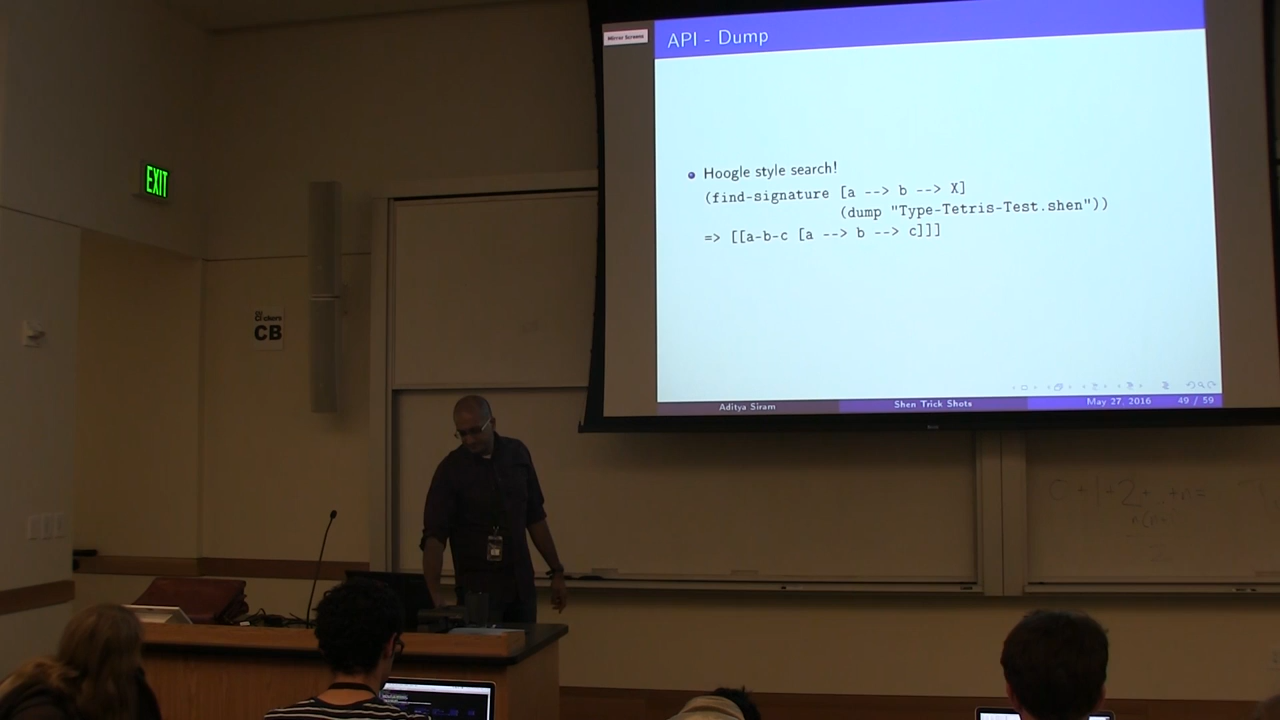 Mirror Screens
API - Dump
Hoogle style search!
(find-signature [a --> b --> X]
(dump "Type-Tetris-Test.shen"))
=> [[a-b-c [a --> b --> c]]]
Aditya Siram
Shen Trick Shots
May 27, 2016
49 / 59
EXIT
CB